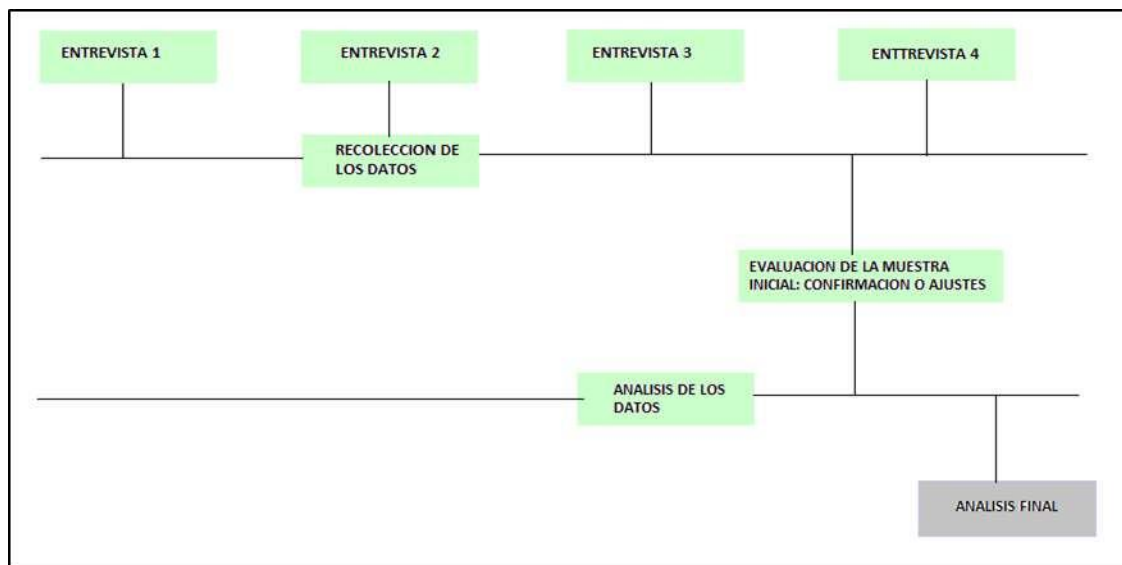 ENTREVISTA 1
ENTREVISTA 2
ENTREVISTA 3
ENTTREVISTA 4
RECOLECCION DE
LOS DATOS
EVALUACION DE LA MUESTRA
INICIAL: CONFIRMACION O AJUSTES
ANALISIS DE LOS
DATOS
ANALISIS FINAL